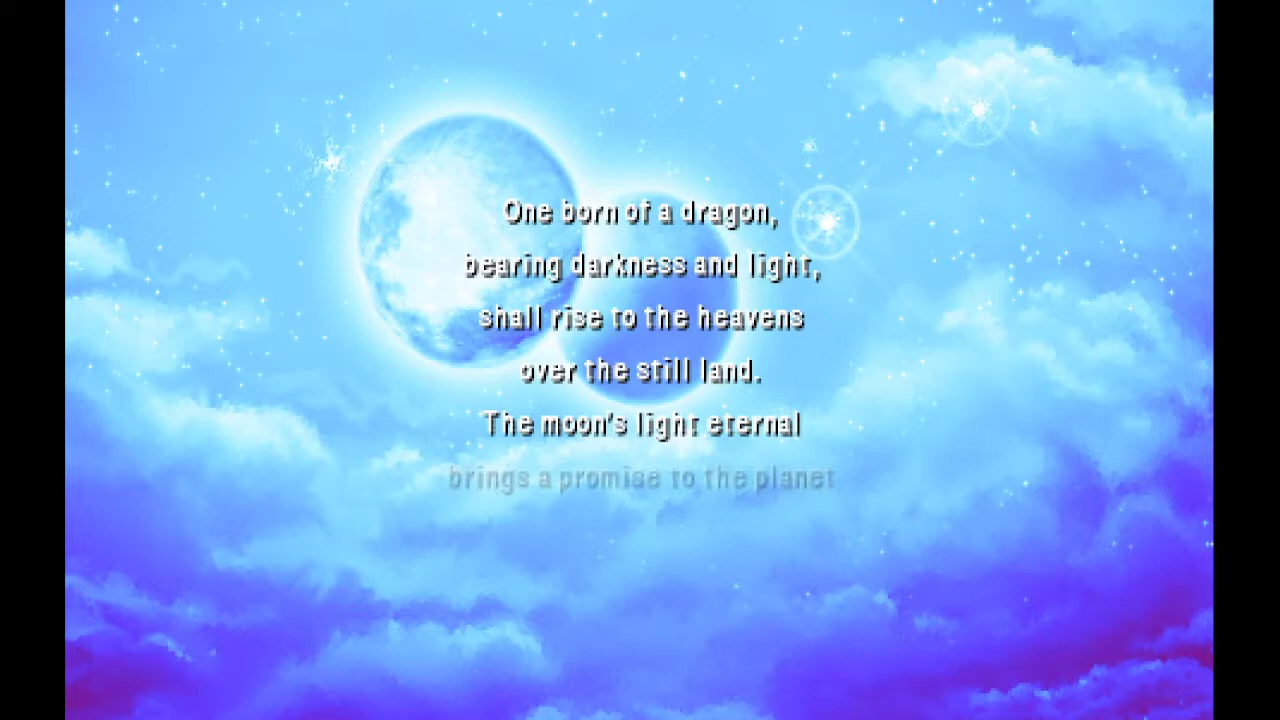 One born of a dragon,
bearing darkness and light,
shall rise to the heavens
over the still land.
The moon's light eternal
brings a promise to the planet